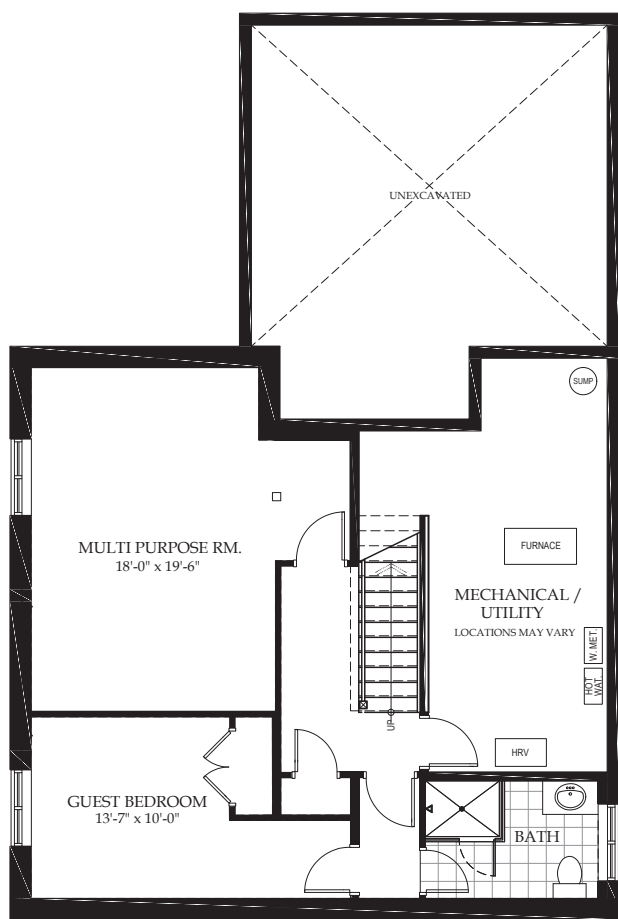 UNEXCAVATED
SUMP
FURNACE
MULTI PURPOSE RM.
18'-0" x 19'-6"
MECHANICAL /
UTILITY
LOCATIONS MAY VARY
W. MET.
HOT
WAT.
UP
HRV
GUEST BEDROOM
13'-7" x 10'-0"
BATH